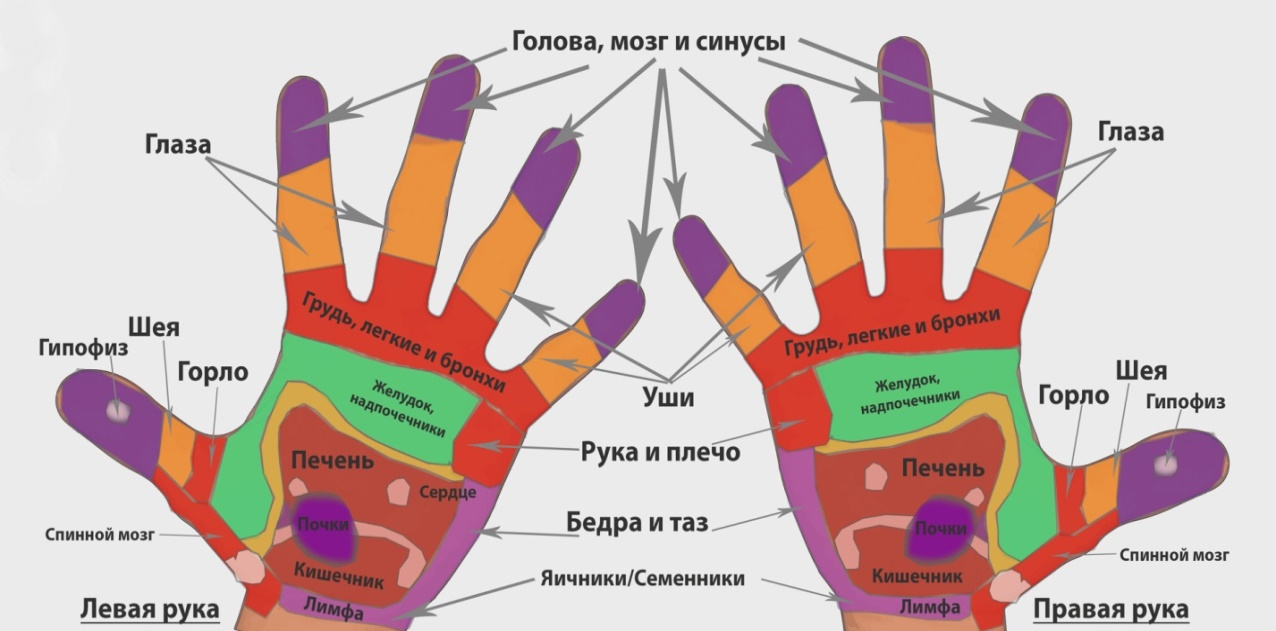 Голова, мозг и синусы
Глаза
Глаза
Грудь, легкие и бронхи
Грудь, легкие и бронхи
Шея
Гипофиз
Горло
Шея
Горло
Гипофиз
Уши
Желудок,
надпочечники
Желудок,
надпочечники
Рука и плечо
Печень
Печень
Сердце
Почки
Почки
Бедра и таз
Спинной мозг
Спинной мозг
Кишечник
Яичники/Семенники
Кишечник
Левая рука
Лимфа
Лимфа
Правая рука